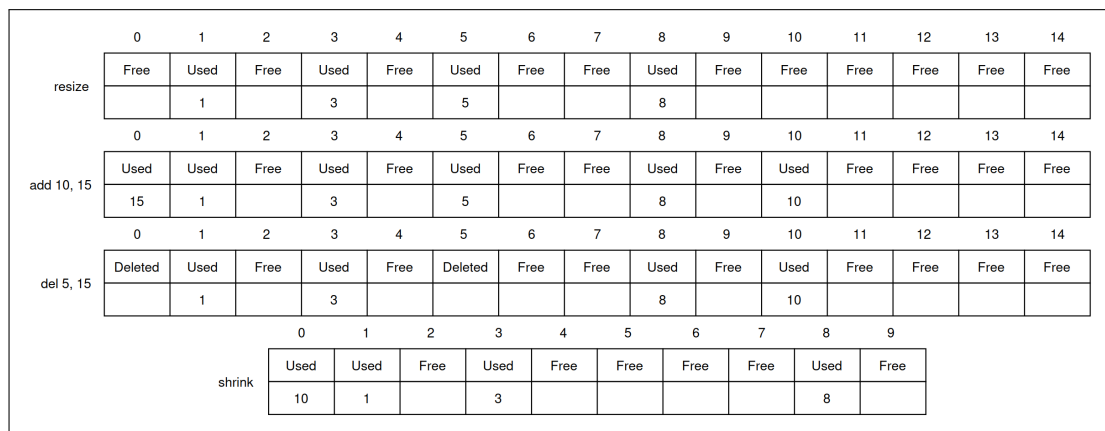 0 1 2 3 4 5 6 7 8 9 10 11 12 13 14
Free Used Free Used Free Used Free Free Used Free Free Free Free Free Free
resize
1 3 5 8
0 1 2 3 4 5 6 7 8 9 10 11 12 13 14
Used Used Free Used Free Used Free Free Used Free Used Free Free Free Free
add 10, 15
15 1 3 5 8 10
0 1 2 3 4 5 6 7 8 9 10 11 12 13 14
Deleted Used Free Used Free Deleted Free Free Used Free Used Free Free Free Free
del 5, 15
1 3 8 10
0 1 2 3 4 5 6 7 8 9
Used Used Free Used Free Free Free Free Used Free
shrink
10 1 3 8